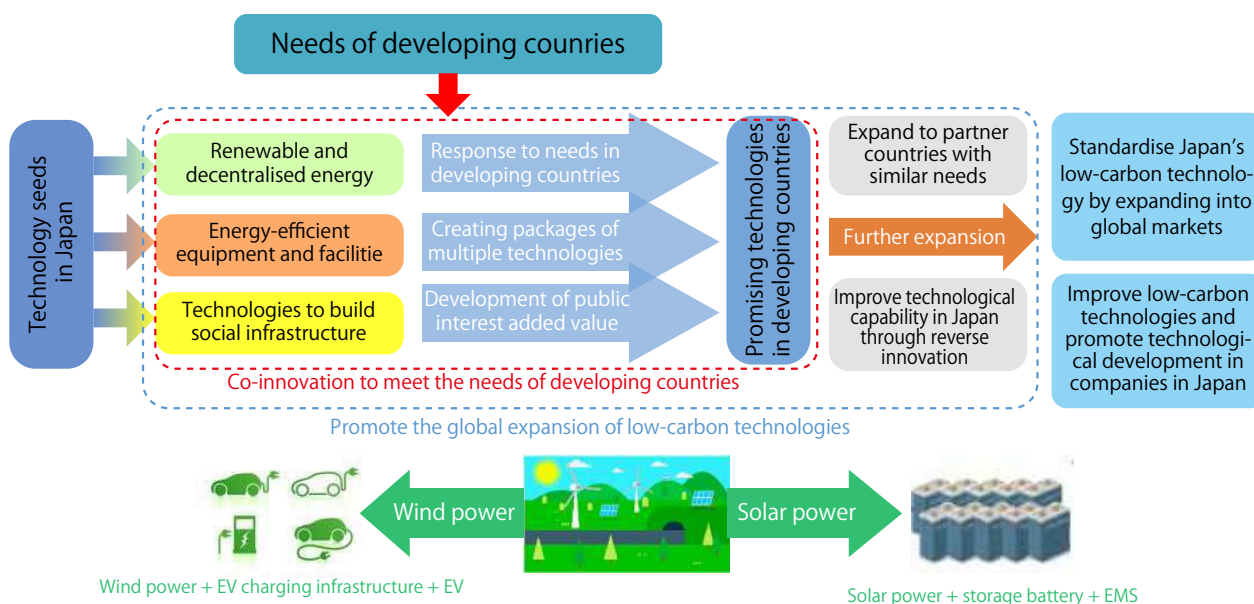 Needs of developing counries
Technology seeds
in Japan
Renewable and
decentralised energy
Energy-efficient
equipment and facilitie
Technologies to build
social infrastructure
Response to needs in
developing countries
Creating packages of
multiple technologies
Development of public
interest added value
Promising technologies
in developing countries
Expand to partner
countries with
similar needs
Further expansion
Improve technological
capability in Japan
through reverse
innovation
Standardise Japan’s
low-carbon technolo-
gy by expanding into
global markets
Improve low-carbon
technologies and
promote technologi-
cal development in
companies in Japan
Co-innovation to meet the needs of developing countries
Promote the global expansion of low-carbon technologies
Wind power
Solar power
Wind power + EV charging infrastructure + EV
Solar power + storage battery + EMS